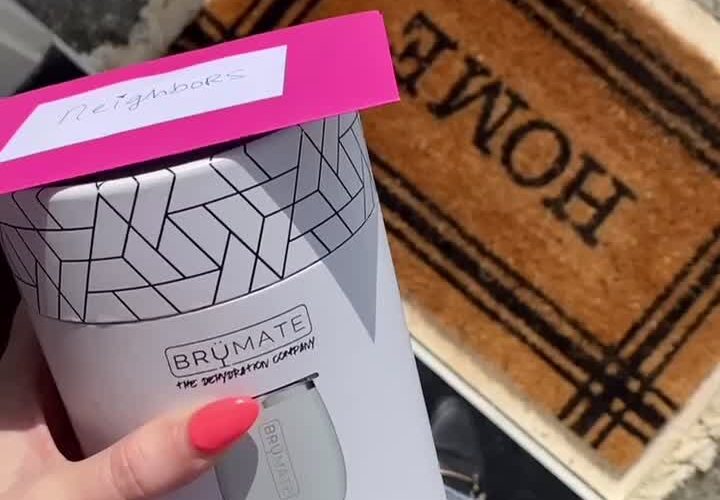 neighboRs
HOME
BRÜMATE
THE DEHYDRATION COMPANY
BRÜMATE